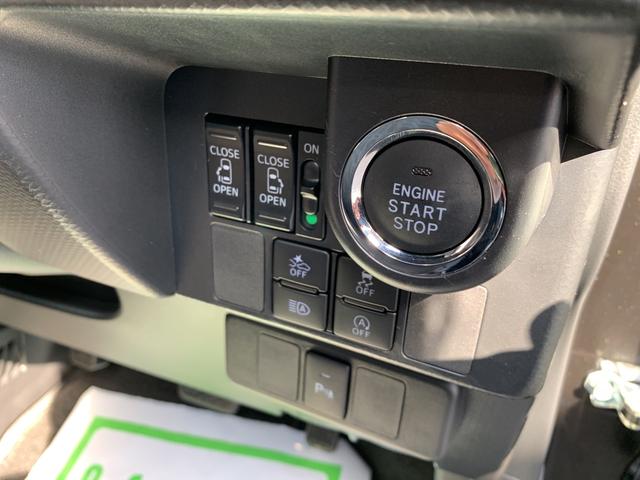 CLOSE
OPEN
CLOSE
OPEN
ON
ENGINE
START
STOP
OFF
OFF
A
A
OFF
P